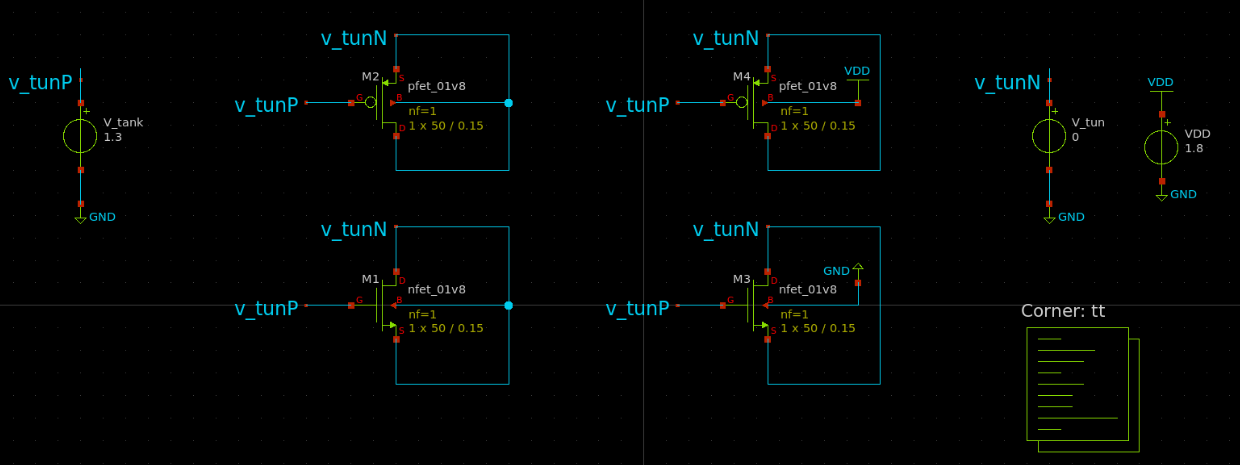 v_tunP
+
V_tank
1.3
GND
v_tunN
M2
S
pfet_01v8
v_tunP
G
B
nf=1
1 x 50 / 0.15
D
v_tunN
M1
D
nfet_01v8
v_tunP
G
B
nf=1
1 x 50 / 0.15
S
v_tunN
M4
S
VDD
pfet_01v8
v_tunP
G
B
nf=1
1 x 50 / 0.15
D
v_tunN
GND
M3
D
nfet_01v8
v_tunP
G
B
nf=1
1 x 50 / 0.15
S
v_tunN
+
V_tun
0
GND
VDD
+
VDD
1.8
GND
Corner: tt